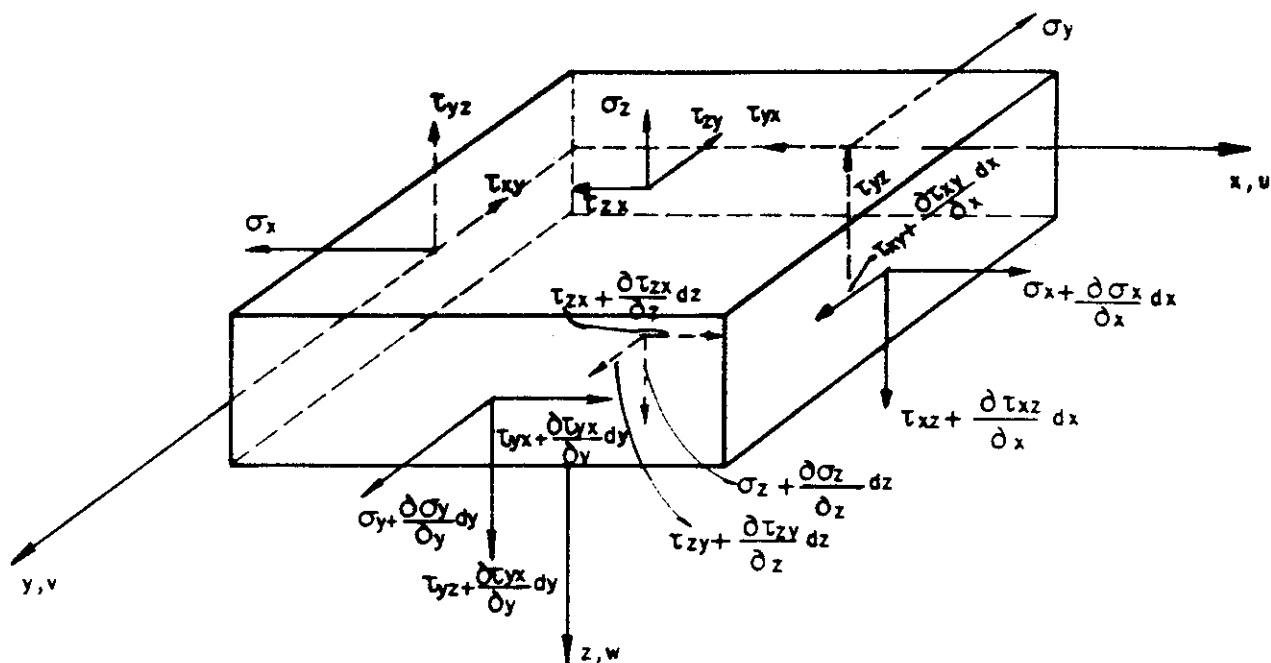 σy
τyz
σz
τzy
τyx
x, u
τxy
τyz
τxy + ∂τxy/∂x dx
τzx
σx
τzx + ∂τzx/∂z dz
σx + ∂σx/∂x dx
τyx + ∂τyx/∂y dy
τxz + ∂τxz/∂x dx
σz + ∂σz/∂z dz
σy + ∂σy/∂y dy
τzy + ∂τzy/∂z dz
y, v
τyz + ∂τyx/∂y dy
z, w